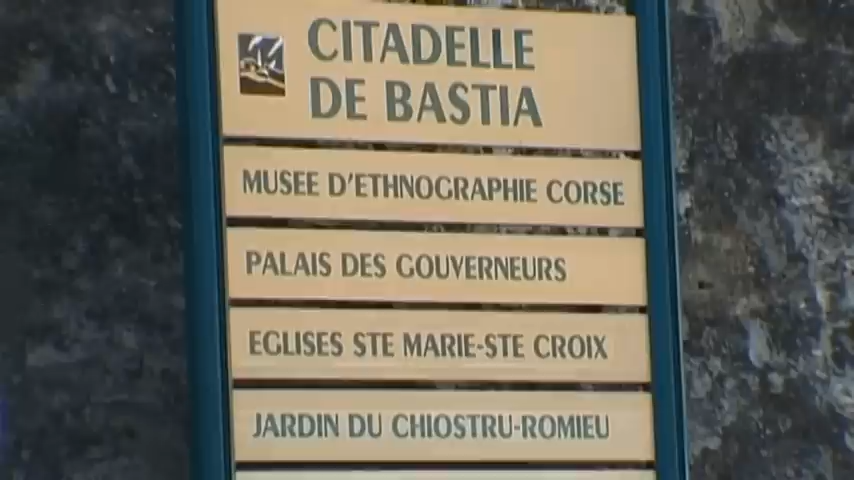 CITADELLE
DE BASTIA
MUSEE D'ETHNOGRAPHIE CORSE
PALAIS DES GOUVERNEURS
EGLISES STE MARIE-STE CROIX
JARDIN DU CHIOSTRU-ROMIEU